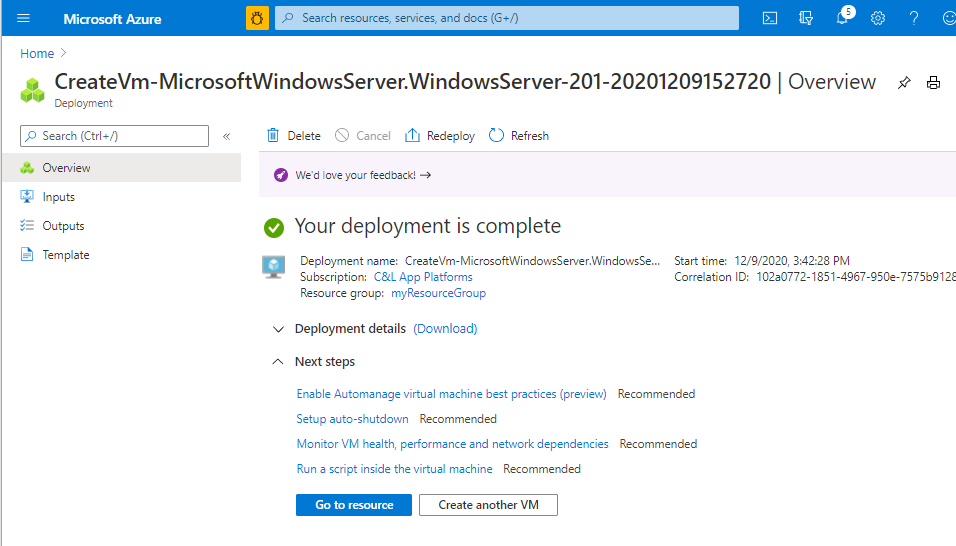 Microsoft Azure
Search resources, services, and docs (G+/)
5
Home
CreateVm-MicrosoftWindowsServer.WindowsServer-201-20201209152720 | Overview
Deployment
Search (Ctrl+/)
«
Delete
Cancel
Redeploy
Refresh
Overview
Inputs
Outputs
Template
We'd love your feedback! →
Your deployment is complete
Deployment name: CreateVm-MicrosoftWindowsServer.WindowsSe...
Subscription: C&L App Platforms
Resource group: myResourceGroup
Start time: 12/9/2020, 3:42:28 PM
Correlation ID: 102a0772-1851-4967-950e-7575b9128
Deployment details (Download)
Next steps
Enable Automanage virtual machine best practices (preview) Recommended
Setup auto-shutdown Recommended
Monitor VM health, performance and network dependencies Recommended
Run a script inside the virtual machine Recommended
Go to resource
Create another VM